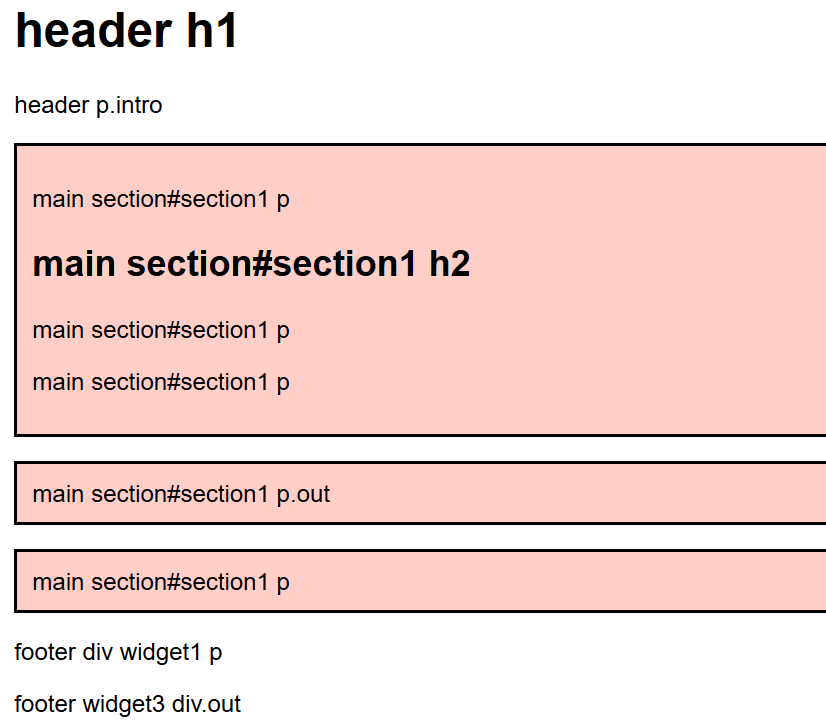 header h1
header p.intro
main section#section1 p
main section#section1 h2
main section#section1 p
main section#section1 p
main section#section1 p.out
main section#section1 p
footer div widget1 p
footer widget3 div.out